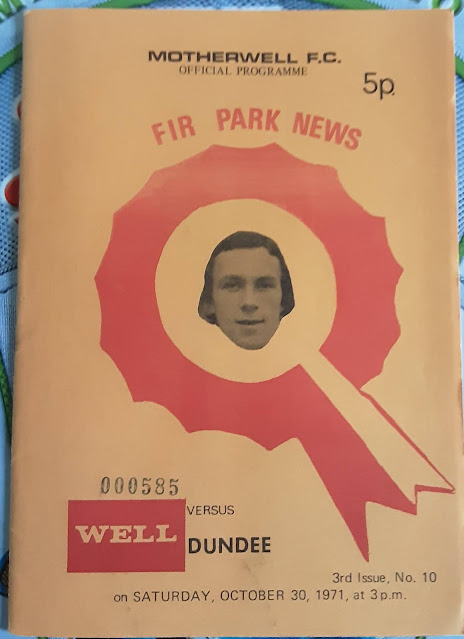 MOTHERWELL F.C.
OFFICIAL PROGRAMME
5p.
FIR PARK NEWS
000585
VERSUS
WELL
DUNDEE
3rd Issue, No. 10
on SATURDAY, OCTOBER 30, 1971, at 3 p.m.